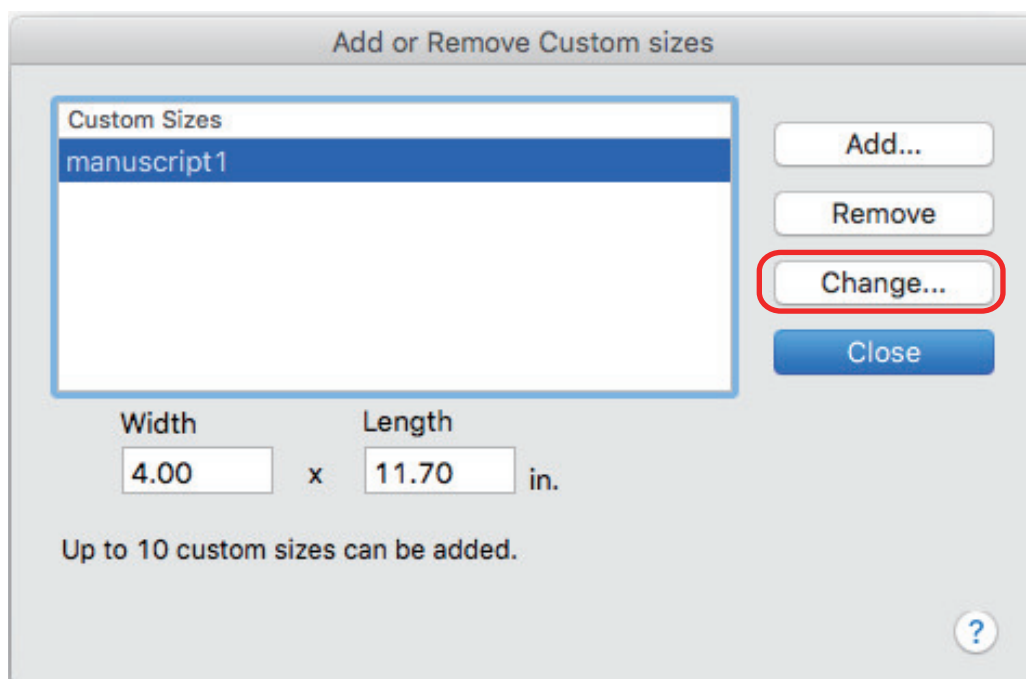 Add or Remove Custom sizes
Custom Sizes
manuscript1
Add...
Remove
Change...
Close
Width Length
4.00 x 11.70 in.
Up to 10 custom sizes can be added.
?